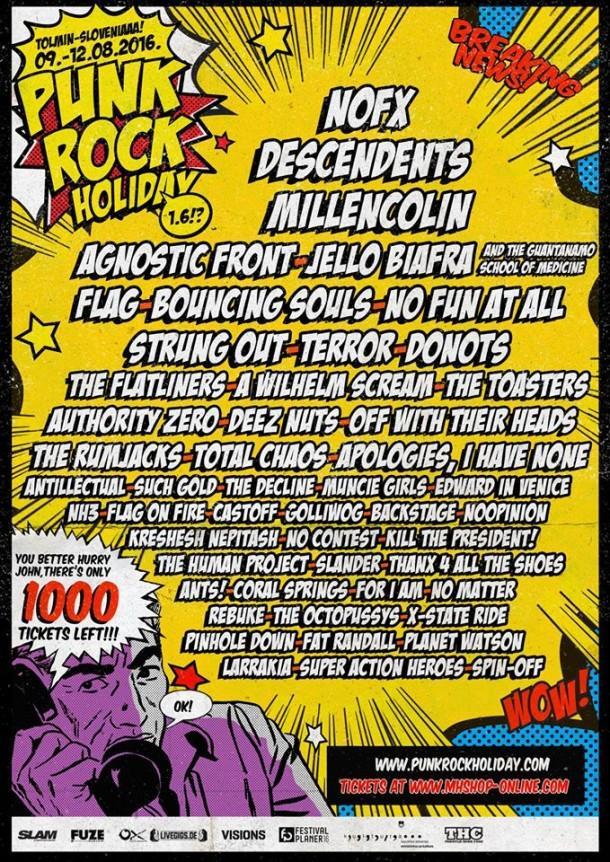 TOLMIN-SLOVENIAAA!
09.-12.08.2016.
PUNK
ROCK
HOLIDAY
1.6!?
BREAKING
NEWS!
NOFX
DESCENDENTS
MILLENCOLIN
AGNOSTIC FRONT-JELLO BIAFRA AND THE GUANTANAMO
SCHOOL OF MEDICINE
FLAG-BOUNCING SOULS-NO FUN AT ALL
STRUNG OUT-TERROR-DONOTS
THE FLATLINERS-A WILHELM SCREAM-THE TOASTERS
AUTHORITY ZERO-DEEZ NUTS-OFF WITH THEIR HEADS
THE RUMJACKS-TOTAL CHAOS-APOLOGIES, I HAVE NONE
ANTILLECTUAL-SUCH GOLD-THE DECLINE-MUNCIE GIRLS-EDWARD IN VENICE
NH3-FLAG ON FIRE-CASTOFF-GOLLIWOG-BACKSTAGE-NOOPINION
KRESHESH NEPITASH-NO CONTEST-KILL THE PRESIDENT!
THE HUMAN PROJECT-SLANDER-THANX 4 ALL THE SHOES
ANTS!-CORAL SPRINGS-FOR I AM-NO MATTER
REBUKE-THE OCTOPUSSYS-X-STATE RIDE
PINHOLE DOWN-FAT RANDALL-PLANET WATSON
LARRAKIA-SUPER ACTION HEROES-SPIN-OFF
YOU BETTER HURRY
JOHN, THERE'S ONLY
1000
TICKETS LEFT!!!
OK!
WOW!
WWW.PUNKROCKHOLIDAY.COM
TICKETS AT WWW.MHSHOP-ONLINE.COM
SLAM FUZE OX LIVEGIGS.DE VISIONS FESTIVAL PLANER THC